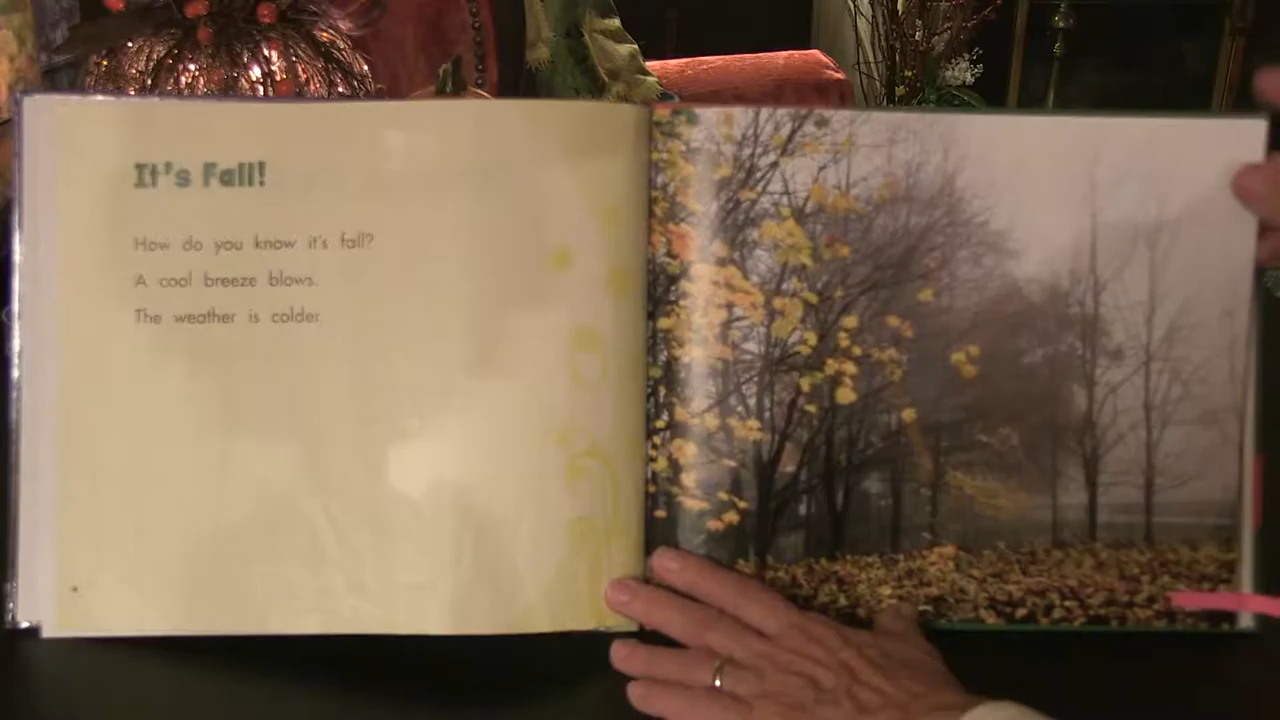 It's Fall!
How do you know it's fall?
A cool breeze blows.
The weather is colder.